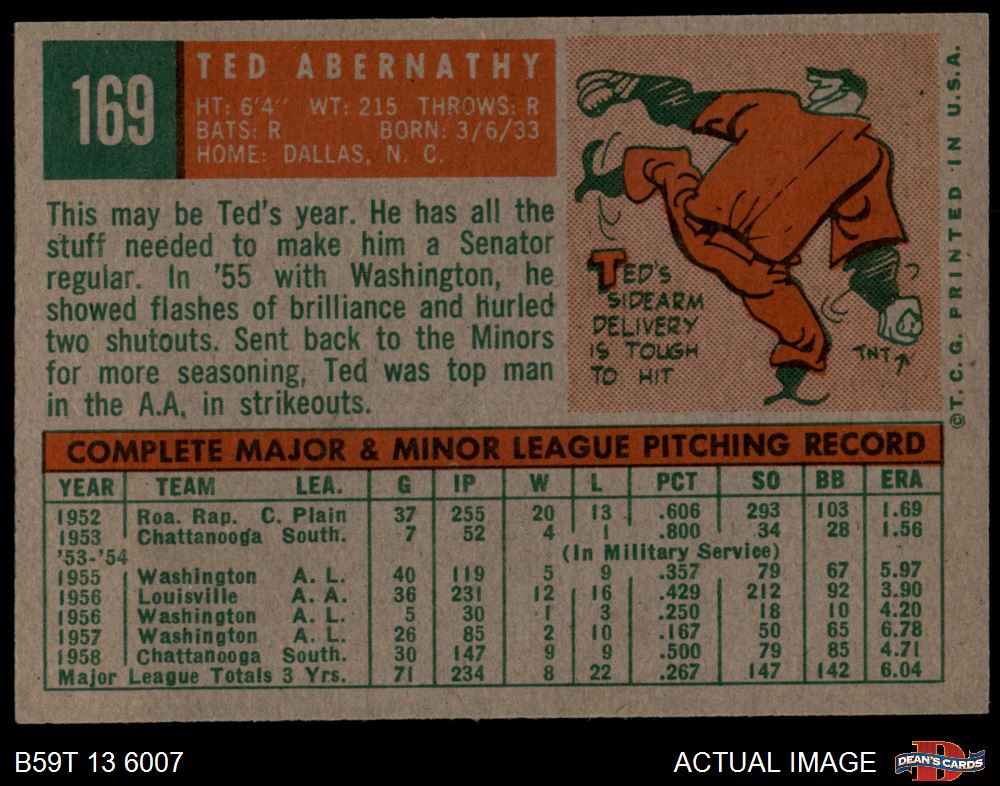 169
TED ABERNATHY
HT: 6'4" WT: 215 THROWS: R
BATS: R BORN: 3/6/33
HOME: DALLAS, N. C.
This may be Ted's year. He has all the
stuff needed to make him a Senator
regular. In '55 with Washington, he
showed flashes of brilliance and hurled
two shutouts. Sent back to the Minors
for more seasoning, Ted was top man
in the A.A. in strikeouts.
TED'S
SIDEARM
DELIVERY
IS TOUGH
TO HIT
TNT
©T. C. G. PRINTED IN U.S.A.
COMPLETE MAJOR & MINOR LEAGUE PITCHING RECORD
YEAR TEAM LEA. G IP W L PCT SO BB ERA
1952 Roa. Rap. C. Plain 37 255 20 13 .606 293 103 1.69
1953 Chattanooga South. 7 52 4 1 .800 34 28 1.56
'53-'54 (In Military Service)
1955 Washington A. L. 40 119 5 9 .357 79 67 5.97
1956 Louisville A. A. 36 231 12 16 .429 212 92 3.90
1956 Washington A. L. 5 30 1 3 .250 18 10 4.20
1957 Washington A. L. 26 85 2 10 .167 50 65 6.78
1958 Chattanooga South. 30 147 9 9 .500 79 85 4.71
Major League Totals 3 Yrs. 71 234 8 22 .267 147 142 6.04
B59T 13 6007
ACTUAL IMAGE
D
DEAN'S CARDS